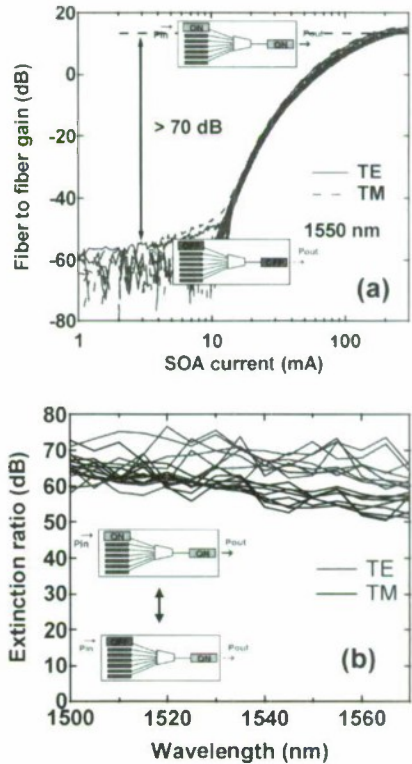 (a)
20
0
-20
-40
-60
-80
Fiber to fiber gain (dB)
ON
Pin
ON
Pout
> 70 dB
TE
TM
1550 nm
OFF
OFF
Pout
1
10
100
SOA current (mA)
80
70
60
50
40
30
20
10
0
Extinction ratio (dB)
ON
Pin
ON
Pout
TE
TM
OFF
Pin
ON
Pout
(b)
1500
1520
1540
1560
Wavelength (nm)